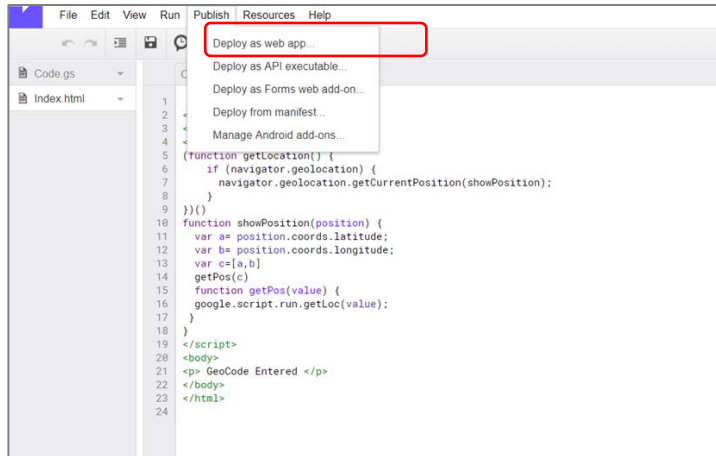 File Edit View Run Publish Resources Help
Deploy as web app...
Code.gs
Deploy as API executable...
Index.html
Deploy as Forms web add-on...
1
2 <
Deploy from manifest...
3 <
Manage Android add-ons...
4 <
5 (function getLocation() {
6 if (navigator.geolocation) {
7 navigator.geolocation.getCurrentPosition(showPosition);
8 }
9 })()
10 function showPosition(position) {
11 var a= position.coords.latitude;
12 var b= position.coords.longitude;
13 var c=[a,b]
14 getPos(c)
15 function getPos(value) {
16 google.script.run.getLoc(value);
17 }
18 }
19 </script>
20 <body>
21 <p> GeoCode Entered </p>
22 </body>
23 </html>
24